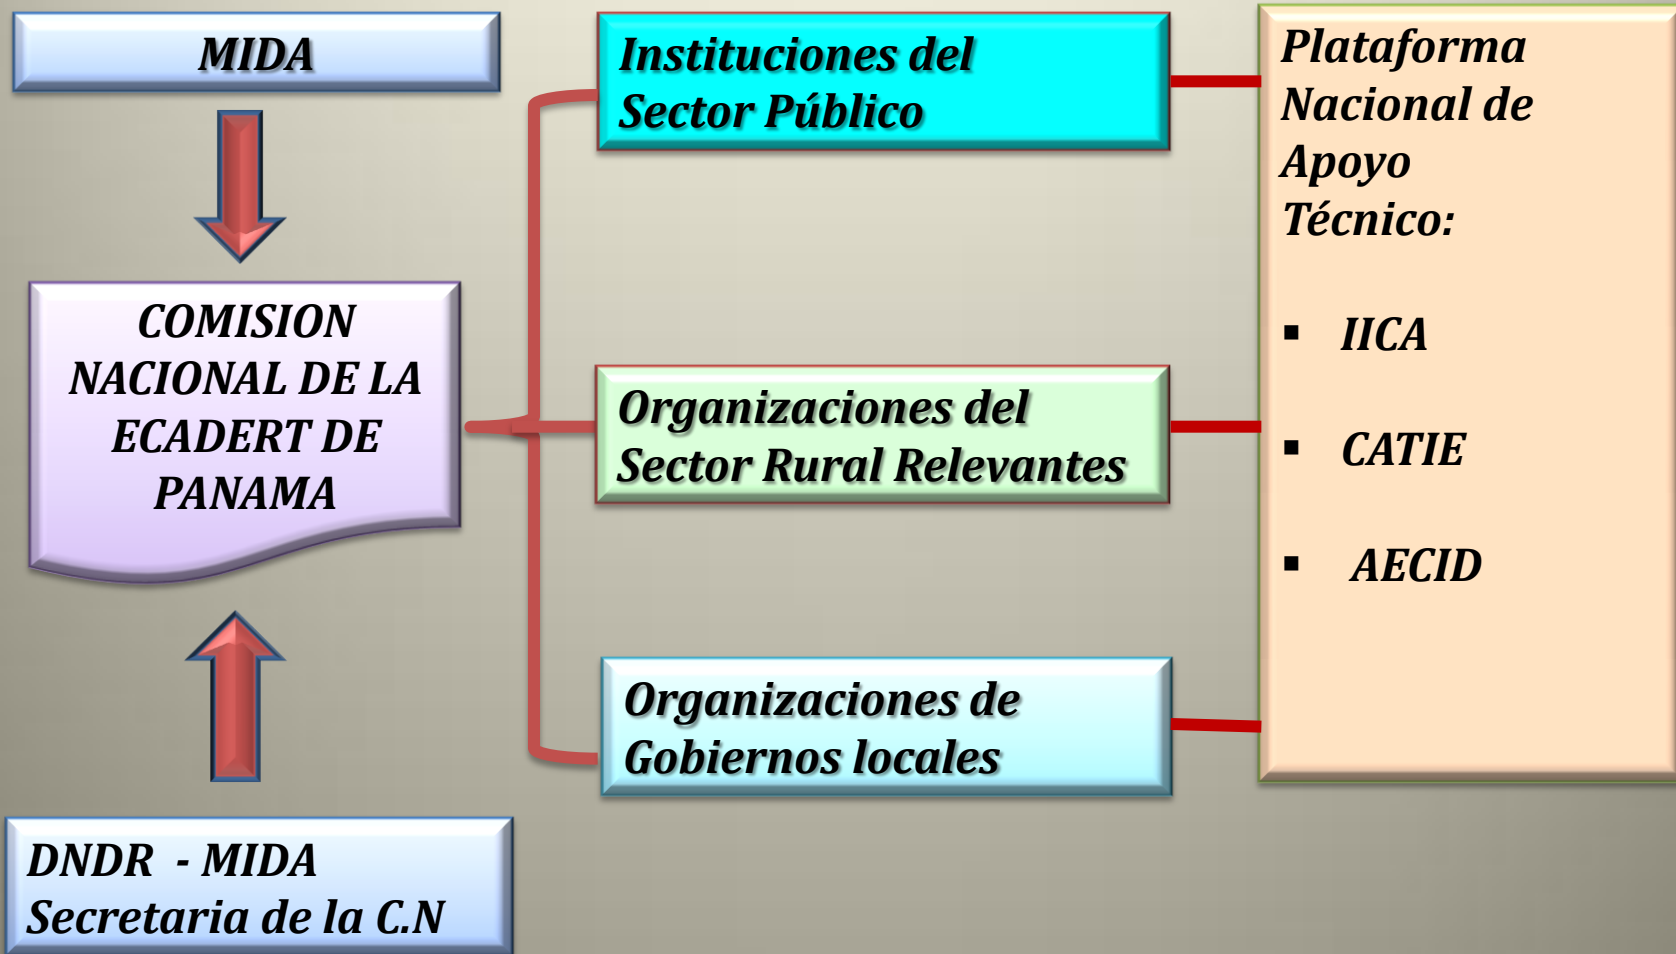 MIDA
COMISION
NACIONAL DE LA
ECADERT DE
PANAMA
DNDR - MIDA
Secretaria de la C.N
Instituciones del
Sector Público
Organizaciones del
Sector Rural Relevantes
Organizaciones de
Gobiernos locales
Plataforma
Nacional de
Apoyo
Técnico:
▪ IICA
▪ CATIE
▪ AECID